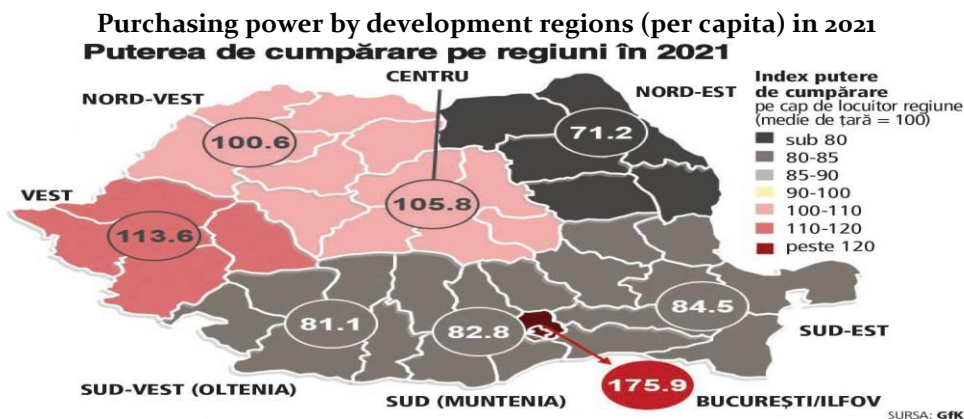 Purchasing power by development regions (per capita) in 2021
Puterea de cumpărare pe regiuni în 2021
CENTRU
NORD-VEST
NORD-EST
Index putere
de cumpărare
pe cap de locuitor regiune
(medie de țară = 100)
sub 80
80-85
85-90
90-100
100-110
110-120
peste 120
100.6
71.2
VEST
105.8
113.6
84.5
81.1
82.8
SUD-EST
SUD-VEST (OLTENIA)
SUD (MUNTENIA)
175.9
BUCUREȘTI/ILFOV
SURSA: GfK